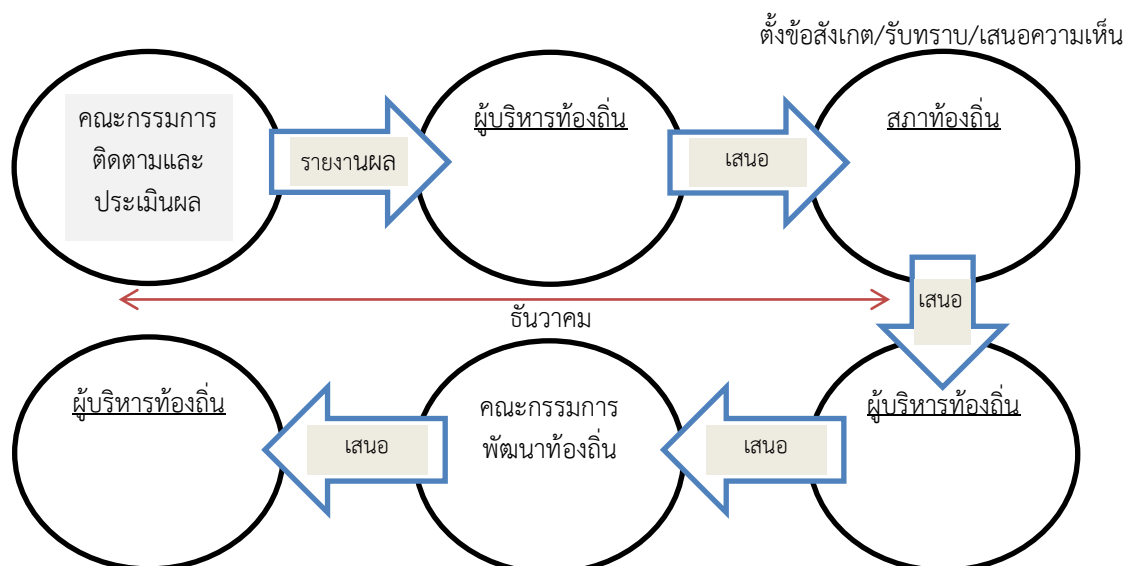 ตั้งข้อสังเกต/รับทราบ/เสนอความเห็น
คณะกรรมการ
ติดตามและ
ประเมินผล
รายงานผล
ผู้บริหารท้องถิ่น
เสนอ
สภาท้องถิ่น
เสนอ
ธันวาคม
ผู้บริหารท้องถิ่น
เสนอ
คณะกรรมการ
พัฒนาท้องถิ่น
เสนอ
ผู้บริหารท้องถิ่น